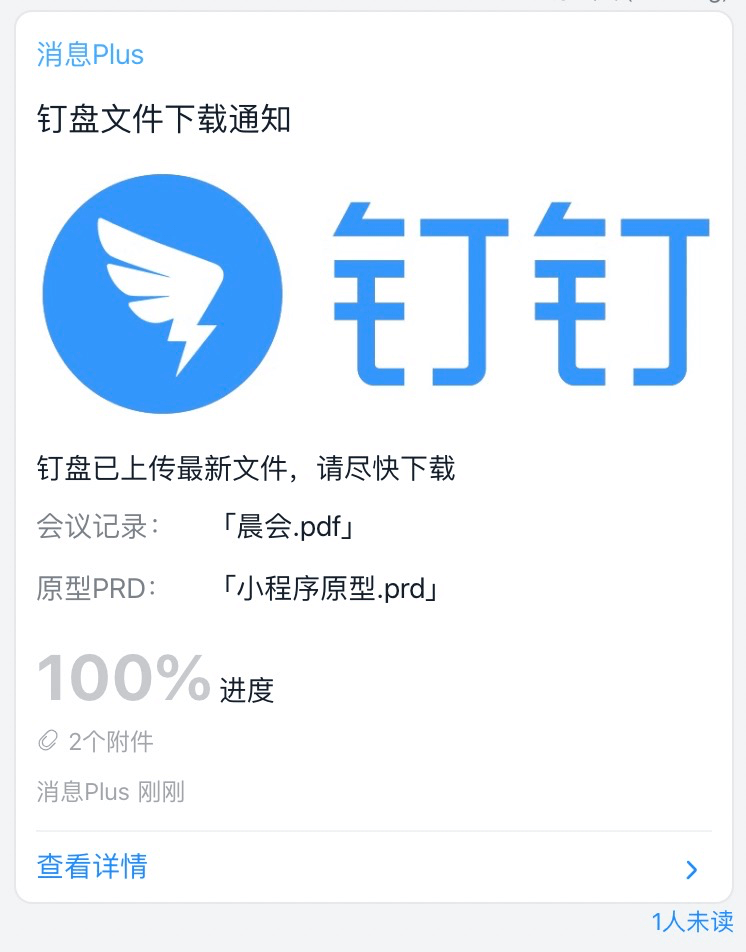 消息Plus
钉盘文件下载通知
钉钉
钉盘已上传最新文件，请尽快下载
会议记录： 「晨会.pdf」
原型PRD： 「小程序原型.prd」
100% 进度
2个附件
消息Plus 刚刚
查看详情
1人未读